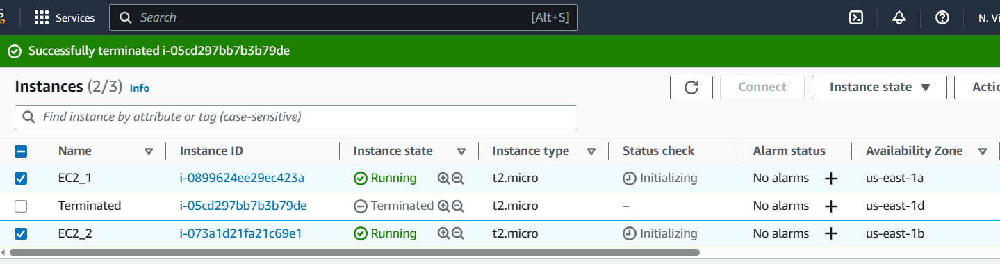 Services Search [Alt+S] N. Vi
Successfully terminated i-05cd297bb7b3b79de
Instances (2/3) Info Connect Instance state Actio
Find instance by attribute or tag (case-sensitive)
Name Instance ID Instance state Instance type Status check Alarm status Availability Zone
EC2_1 i-0899624ee29ec423a Running t2.micro Initializing No alarms + us-east-1a
Terminated i-05cd297bb7b3b79de Terminated t2.micro – No alarms + us-east-1d
EC2_2 i-073a1d21fa21c69e1 Running t2.micro Initializing No alarms + us-east-1b